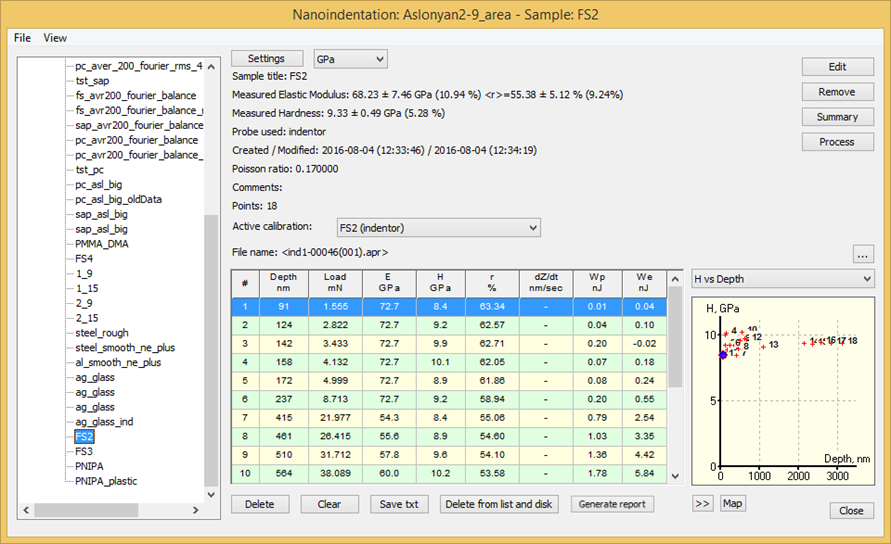 Nanoindentation: Aslonyan2-9_area - Sample: FS2
File View
pc_aver_200_fourier_rms_4
tst_sap
fs_avr200_fourier_balance
fs_avr200_fourier_balance_r
sap_avr200_fourier_balance
pc_avr200_fourier_balance
pc_avr200_fourier_balance_
tst_pc
pc_asl_big
pc_asl_big_oldData
sap_asl_big
sap_asl_big
PMMA_DMA
FS4
1_9
1_15
2_9
2_15
steel_rough
steel_smooth_ne_plus
al_smooth_ne_plus
ag_glass
ag_glass
ag_glass
ag_glass_ind
FS2
FS3
PNIPA
PNIPA_plastic
Settings GPa
Sample title: FS2
Measured Elastic Modulus: 68.23 ± 7.46 GPa (10.94 %) <r>=55.38 ± 5.12 % (9.24%)
Measured Hardness: 9.33 ± 0.49 GPa (5.28 %)
Probe used: indentor
Created / Modified: 2016-08-04 (12:33:46) / 2016-08-04 (12:34:19)
Poisson ratio: 0.170000
Comments:
Points: 18
Active calibration: FS2 (indentor)
File name: <ind1-00046(001).apr>
Edit
Remove
Summary
Process
...
# Depth Load E H r dZ/dt Wp We
nm mN GPa GPa % nm/sec nJ nJ
1 91 1.555 72.7 8.4 63.34 - 0.01 0.04
2 124 2.822 72.7 9.2 62.57 - 0.04 0.10
3 142 3.433 72.7 9.9 62.71 - 0.20 -0.02
4 158 4.132 72.7 10.1 62.05 - 0.07 0.18
5 172 4.999 72.7 8.9 61.86 - 0.08 0.24
6 237 8.713 72.7 9.2 58.94 - 0.20 0.55
7 415 21.977 54.3 8.4 55.06 - 0.79 2.54
8 461 26.415 55.6 8.9 54.60 - 1.03 3.35
9 510 31.712 57.8 9.6 54.10 - 1.36 4.42
10 564 38.089 60.0 10.2 53.58 - 1.78 5.84
H vs Depth
H, GPa
10
5
0
4 10
12
8
7
13
16 17 18
Depth, nm
0 1000 2000 3000
Delete Clear Save txt Delete from list and disk Generate report >> Map Close